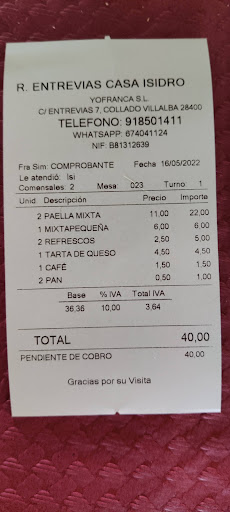 R. ENTREVIAS CASA ISIDRO
YOFRANCA S.L.
C/ ENTREVIAS 7, COLLADO VILLALBA 28400
TELEFONO: 918501411
WHATSAPP: 674041124
NIF: B81312639
Fra Sim: COMPROBANTE Fecha 16/05/2022
Le atendió: Isi
Comensales: 2 Mesa 023 Turno 1
Unid Descripción Precio Importe
2 PAELLA MIXTA 11,00 22,00
1 MIXTAPEQUEÑA 6,00 6,00
2 REFRESCOS 2,50 5,00
1 TARTA DE QUESO 4,50 4,50
1 CAFÉ 1,50 1,50
2 PAN 0,50 1,00
Base % IVA Total IVA
36,36 10,00 3,64
TOTAL 40,00
PENDIENTE DE COBRO 40,00
Gracias por su Visita